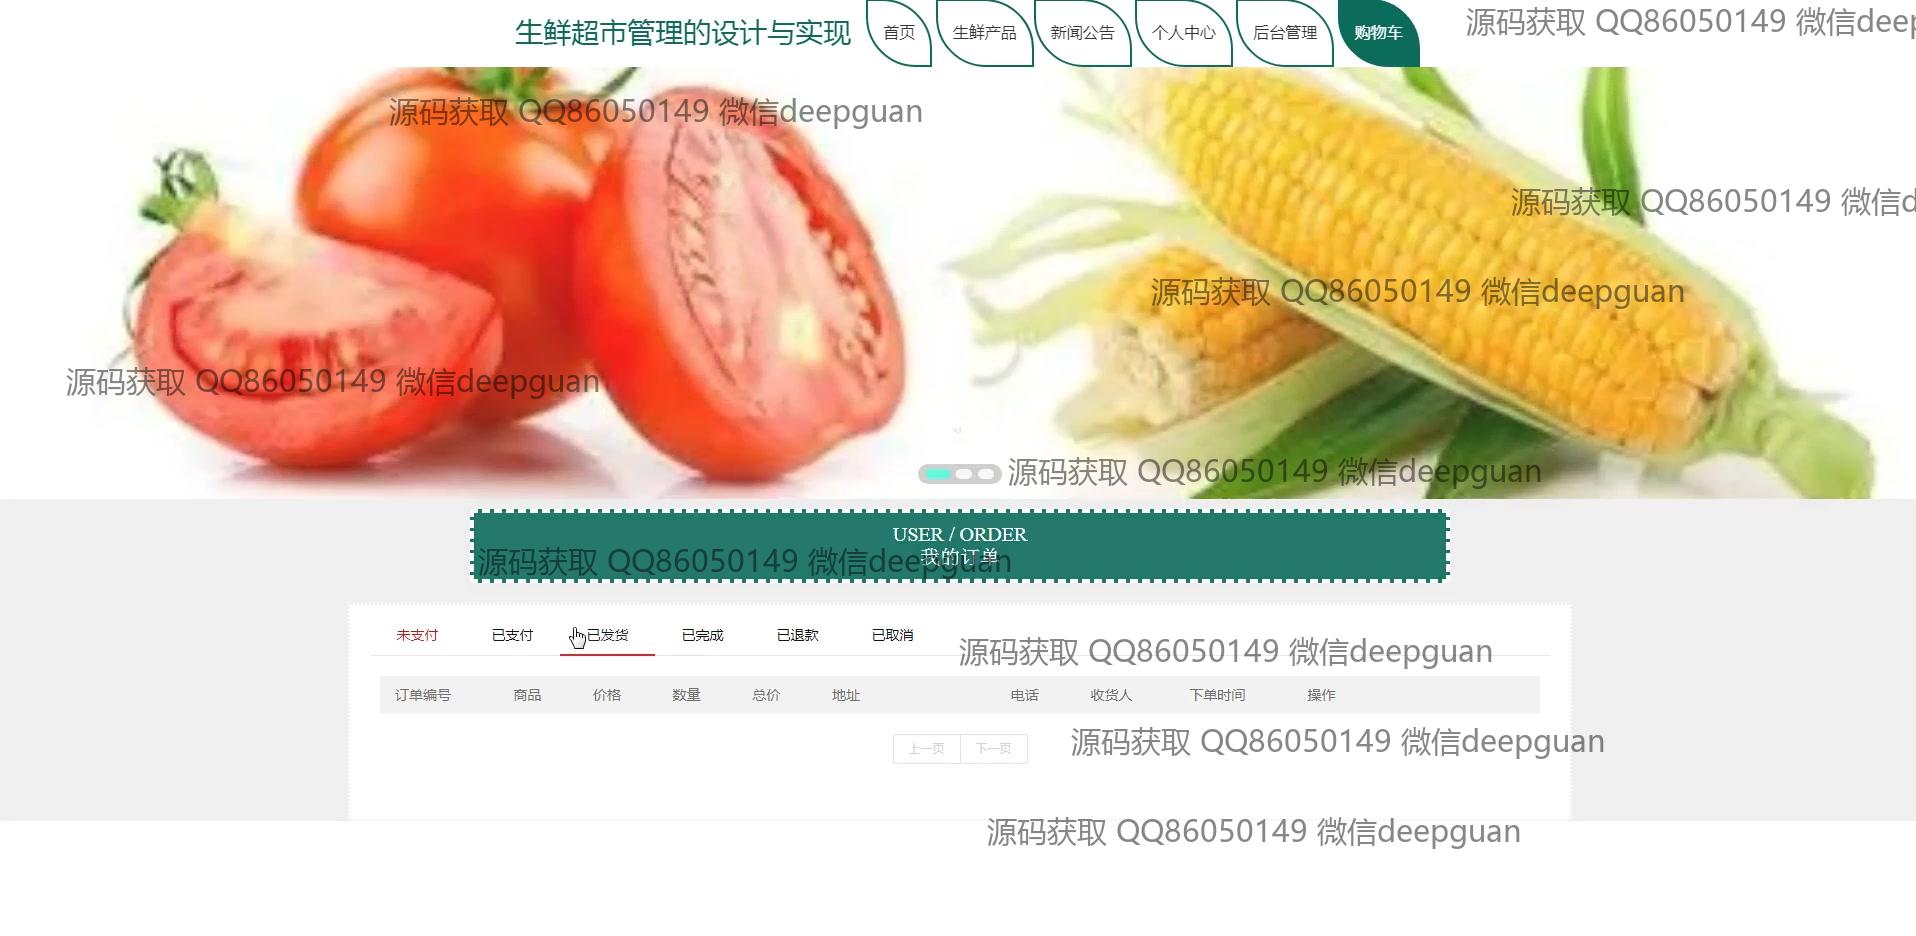 生鲜超市管理的设计与实现
首页
生鲜产品
新闻公告
个人中心
后台管理
购物车
源码获取 QQ86050149 微信deep
源码获取 QQ86050149 微信deepguan
源码获取 QQ86050149 微信d
源码获取 QQ86050149 微信deepguan
源码获取 QQ86050149 微信deepguan
源码获取 QQ86050149 微信deepguan
USER / ORDER
我的订单
源码获取 QQ86050149 微信deepguan
未支付
已支付
已发货
已完成
已退款
已取消
源码获取 QQ86050149 微信deepguan
订单编号
商品
价格
数量
总价
地址
电话
收货人
下单时间
操作
上一页
下一页
源码获取 QQ86050149 微信deepguan
源码获取 QQ86050149 微信deepguan